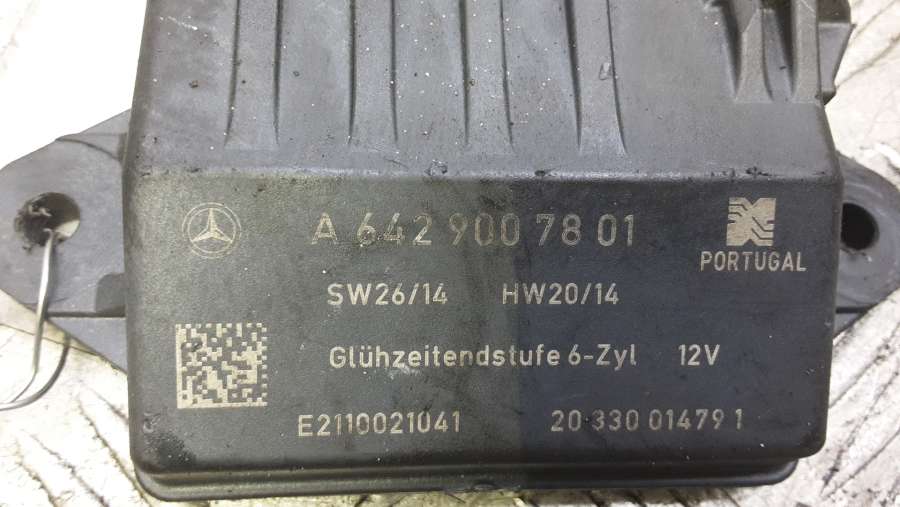 A 642 900 78 01
PORTUGAL
SW26/14 HW20/14
Glühzeitendstufe 6-Zyl 12V
E2110021041 20 330 01479 1